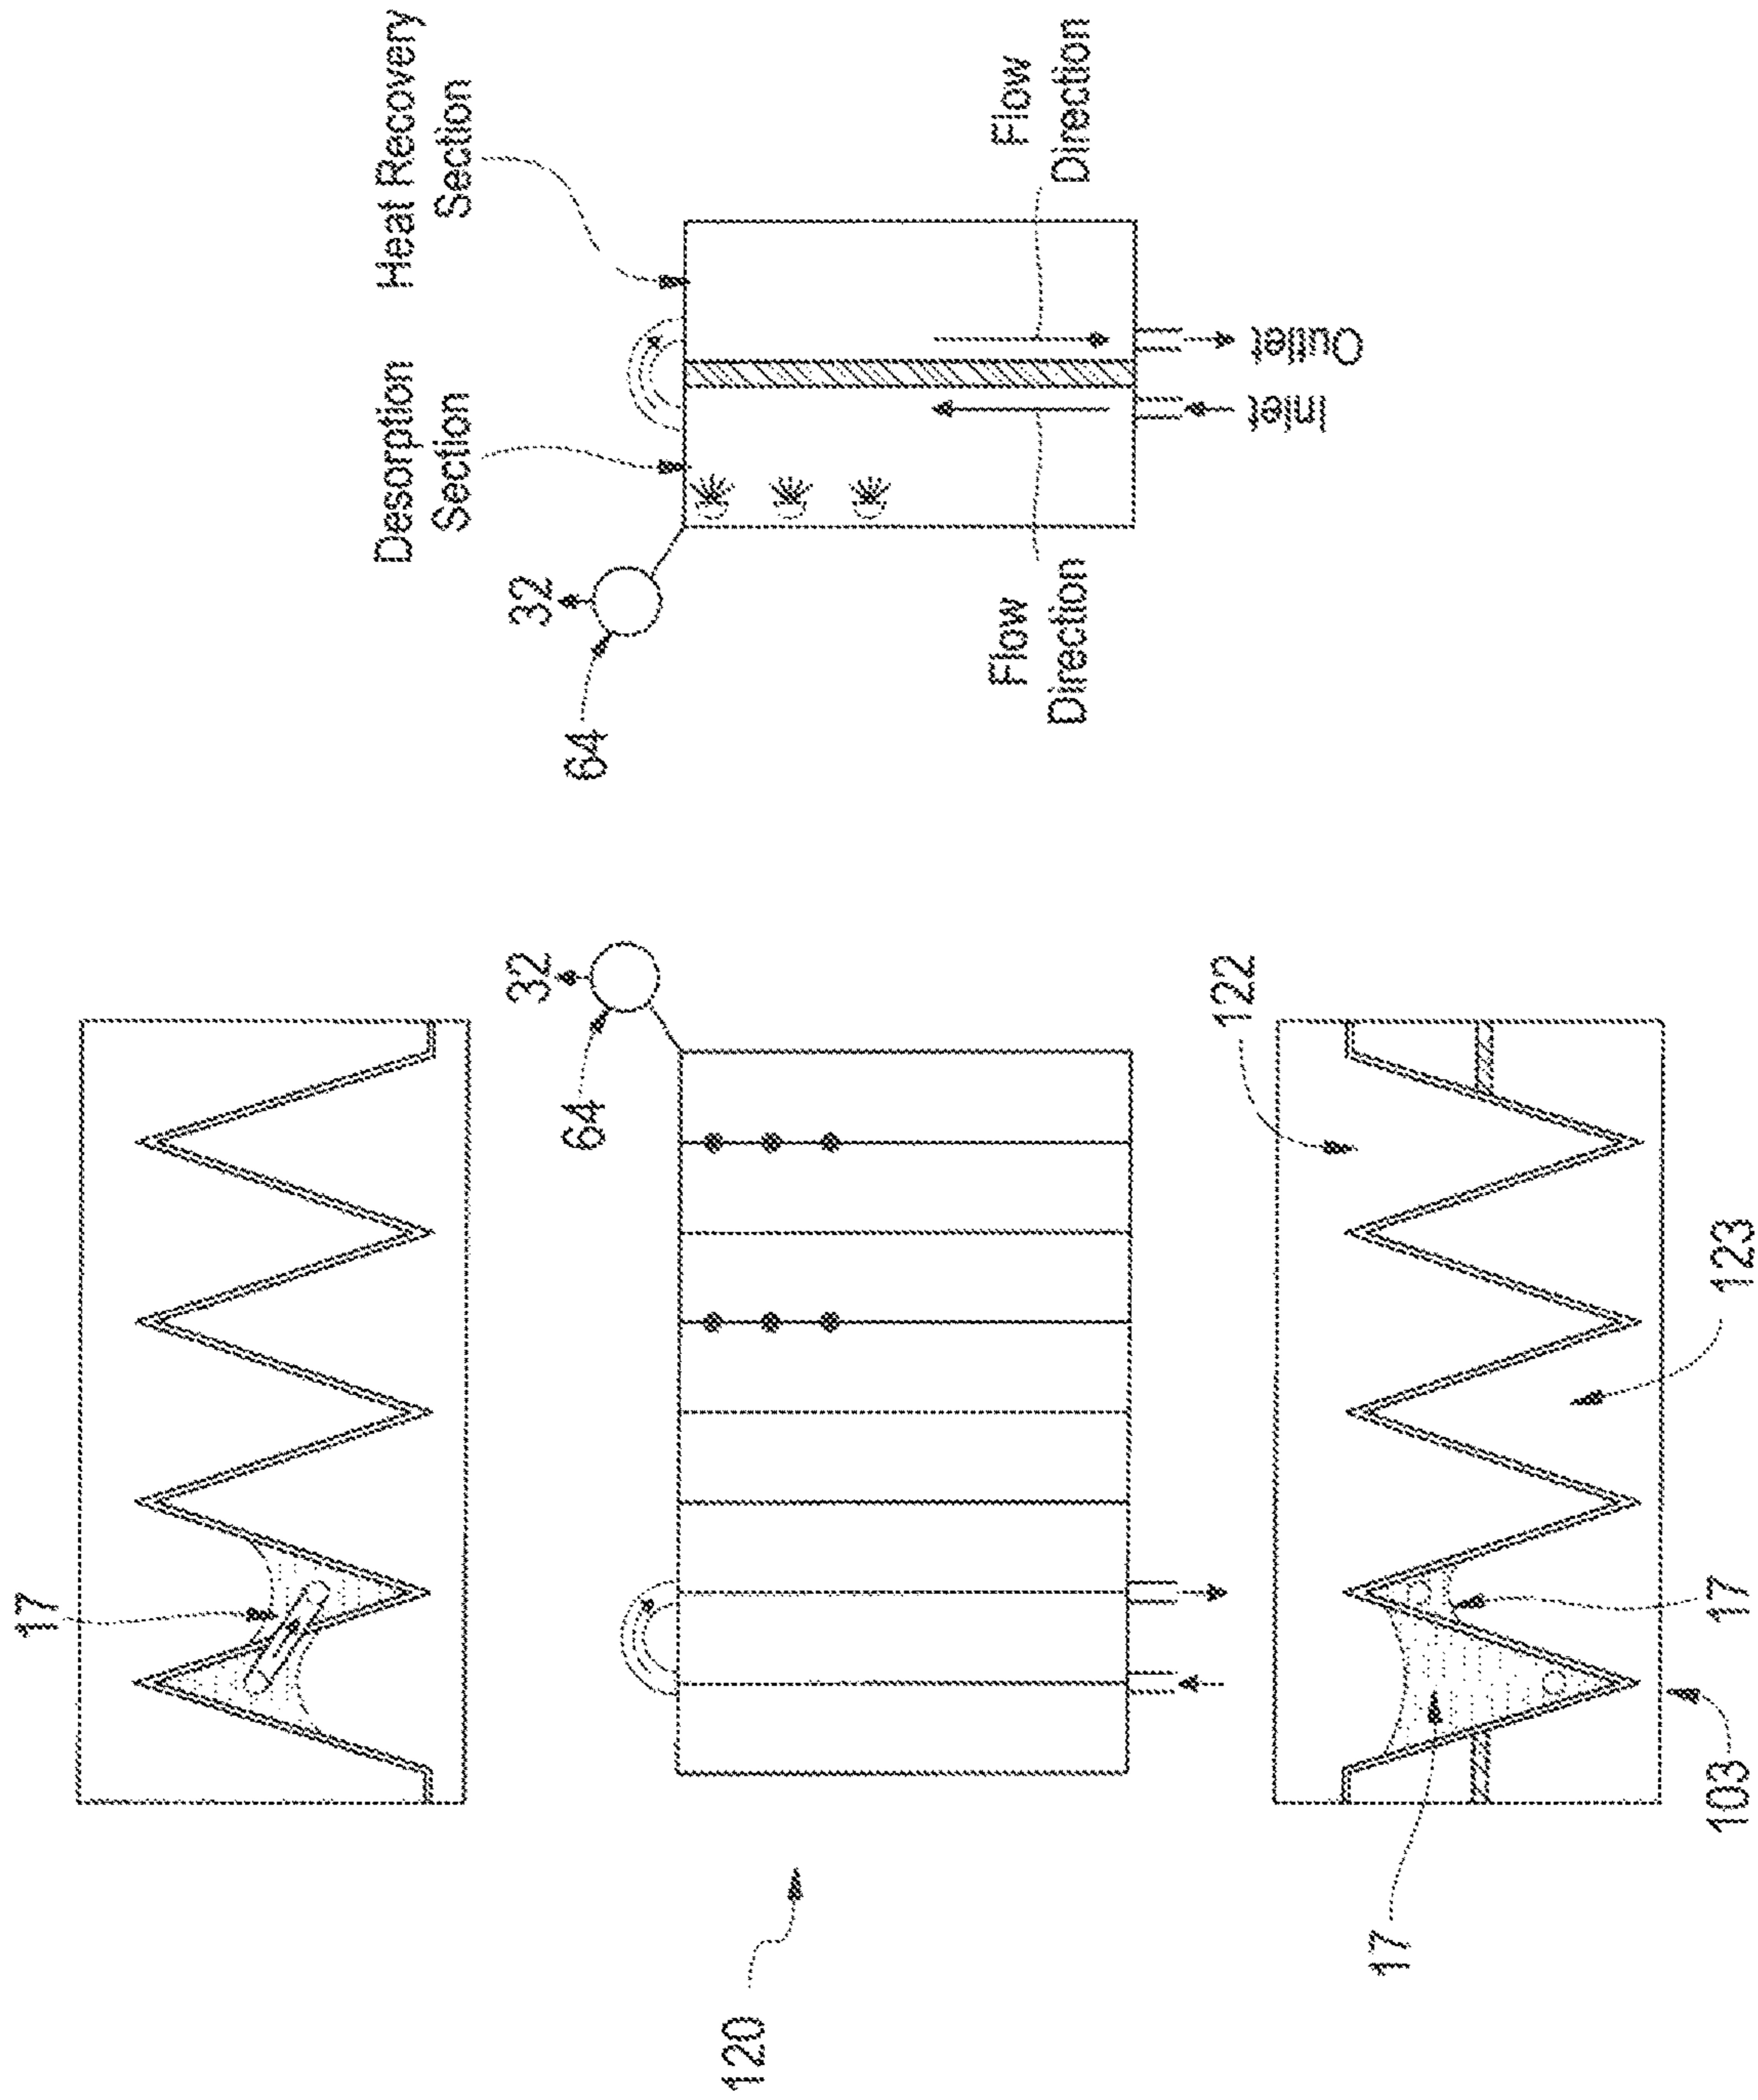 Desorption
Section
Heat Recovery
Section
32
64
Flow
Direction
Flow
Direction
Inlet
Outlet
17
32
64
122
123
17
17
103
120